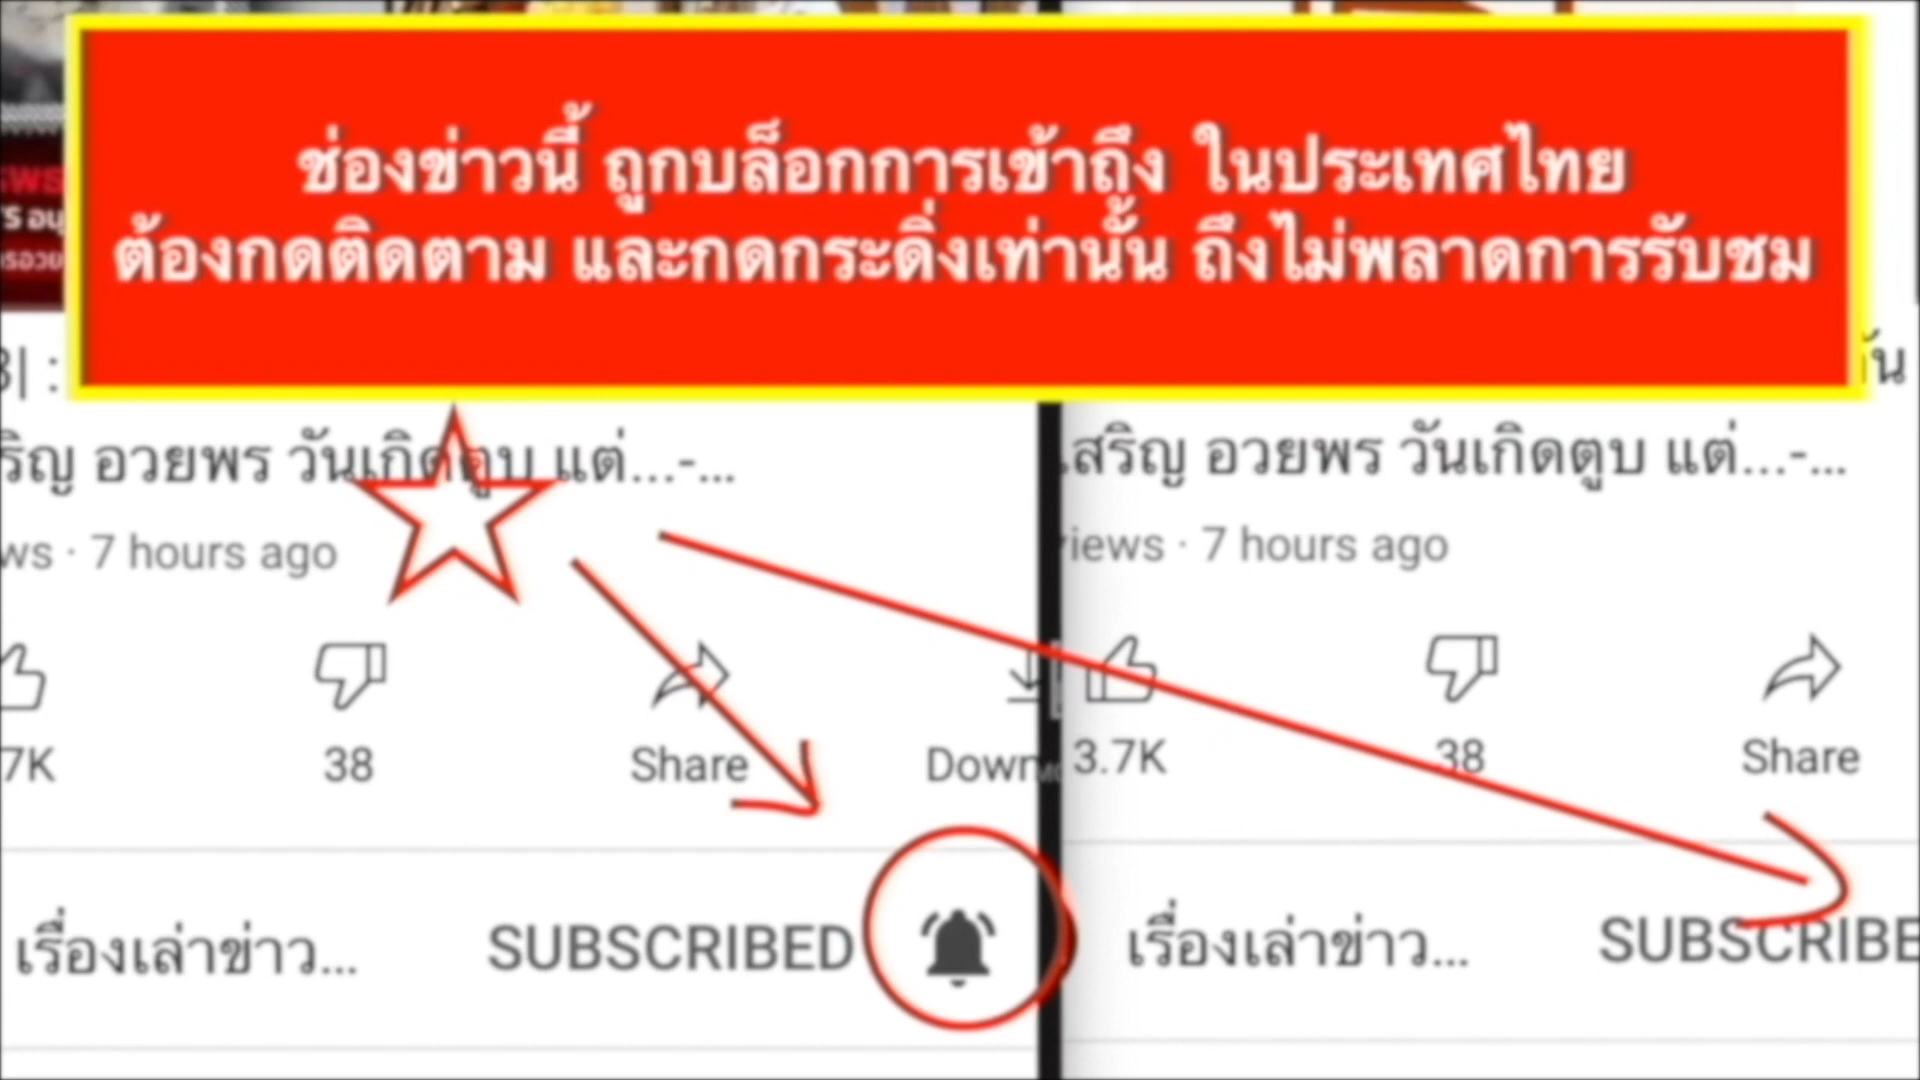 ช่องข่าวนี้ ถูกบล็อกการเข้าถึง ในประเทศไทย
ต้องกดติดตาม และกดกระดิ่งเท่านั้น ถึงไม่พลาดการรับชม
ริญ อวยพร วันเกิดตูบ แต่...-...
ws · 7 hours ago
7K
38
Share
Down
เรื่องเล่าข่าว...
SUBSCRIBED
เสริญ อวยพร วันเกิดตูบ แต่...-...
views · 7 hours ago
3.7K
38
Share
เรื่องเล่าข่าว...
SUBSCRIBE